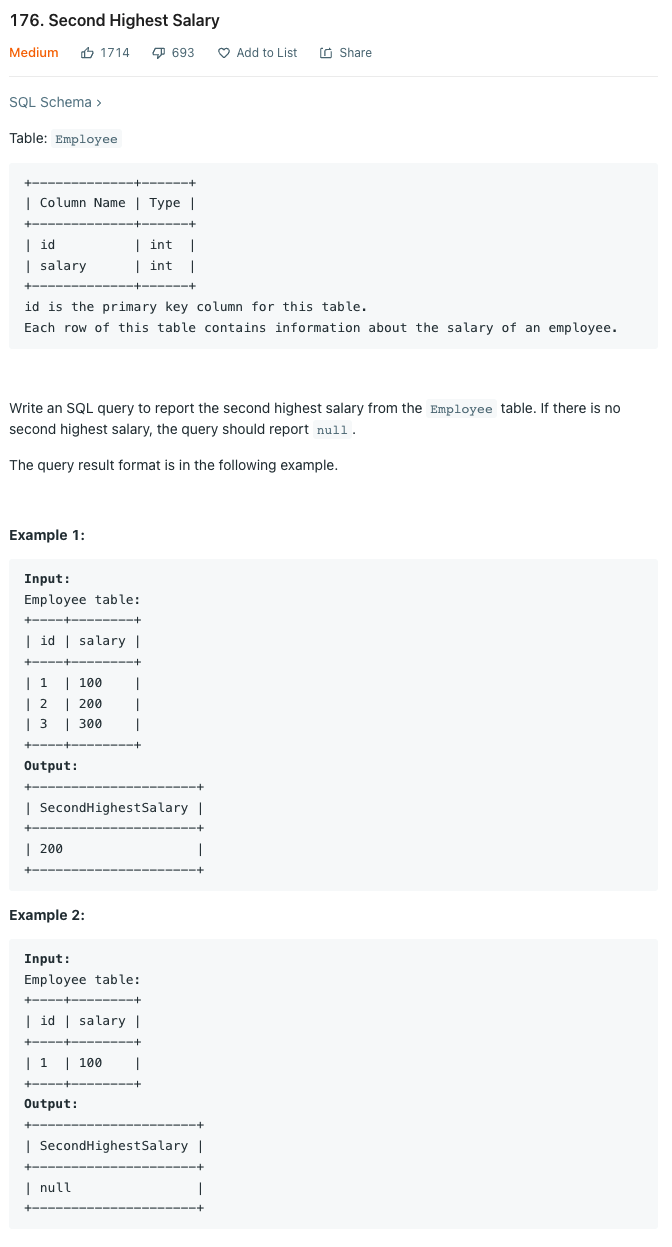 176. Second Highest Salary
Medium 1714 693 Add to List Share
SQL Schema >
Table: Employee
+-------------+------+
| Column Name | Type |
+-------------+------+
| id          | int  |
| salary      | int  |
+-------------+------+
id is the primary key column for this table.
Each row of this table contains information about the salary of an employee.
Write an SQL query to report the second highest salary from the Employee table. If there is no
second highest salary, the query should report null.
The query result format is in the following example.
Example 1:
Input:
Employee table:
+----+--------+
| id | salary |
+----+--------+
| 1  | 100    |
| 2  | 200    |
| 3  | 300    |
+----+--------+
Output:
+---------------------+
| SecondHighestSalary |
+---------------------+
| 200                 |
+---------------------+
Example 2:
Input:
Employee table:
+----+--------+
| id | salary |
+----+--------+
| 1  | 100    |
+----+--------+
Output:
+---------------------+
| SecondHighestSalary |
+---------------------+
| null                |
+---------------------+